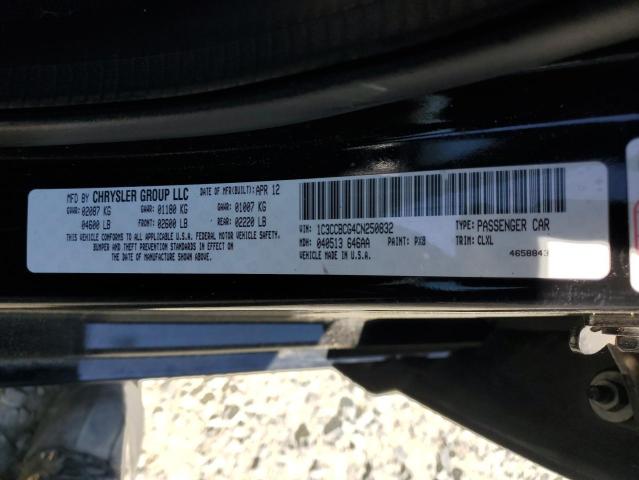 MFD BY CHRYSLER GROUP LLC DATE OF MFR(BUILT): APR 12
GVWR: 02087 KG GAWR: 01180 KG GAWR: 01007 KG
04600 LB FRONT: 02600 LB REAR: 02220 LB
THIS VEHICLE CONFORMS TO ALL APPLICABLE U.S.A. FEDERAL MOTOR VEHICLE SAFETY,
BUMPER AND THEFT PREVENTION STANDARDS IN EFFECT ON
THE DATE OF MANUFACTURE SHOWN ABOVE.
VIN: 1C3CCBCG4CN250832 TYPE: PASSENGER CAR
MDH: 040513 646AA PAINT: PX8 TRIM: CLXL
VEHICLE MADE IN U.S.A. 4658843